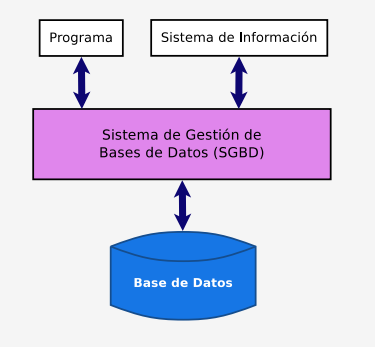 Programa
Sistema de Información
Sistema de Gestión de
Bases de Datos (SGBD)
Base de Datos